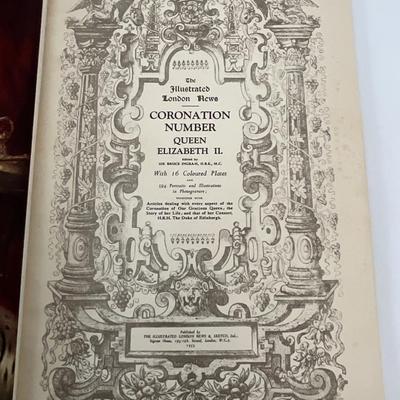 The
Illustrated
London News
CORONATION
NUMBER
QUEEN
ELIZABETH II.
Edited by
SIR BRUCE INGRAM, O.B.E., M.C.
With 16 Coloured Plates
AND
194 Portraits and Illustrations
in Photogravure;
TOGETHER WITH
Articles dealing with every aspect of the
Coronation of Our Gracious Queen; the
Story of her Life; and that of her Consort,
H.R.H. The Duke of Edinburgh.
Published by
THE ILLUSTRATED LONDON NEWS & SKETCH, Ltd.,
Ingram House, 195-198, Strand, London, W.C.2.
1953